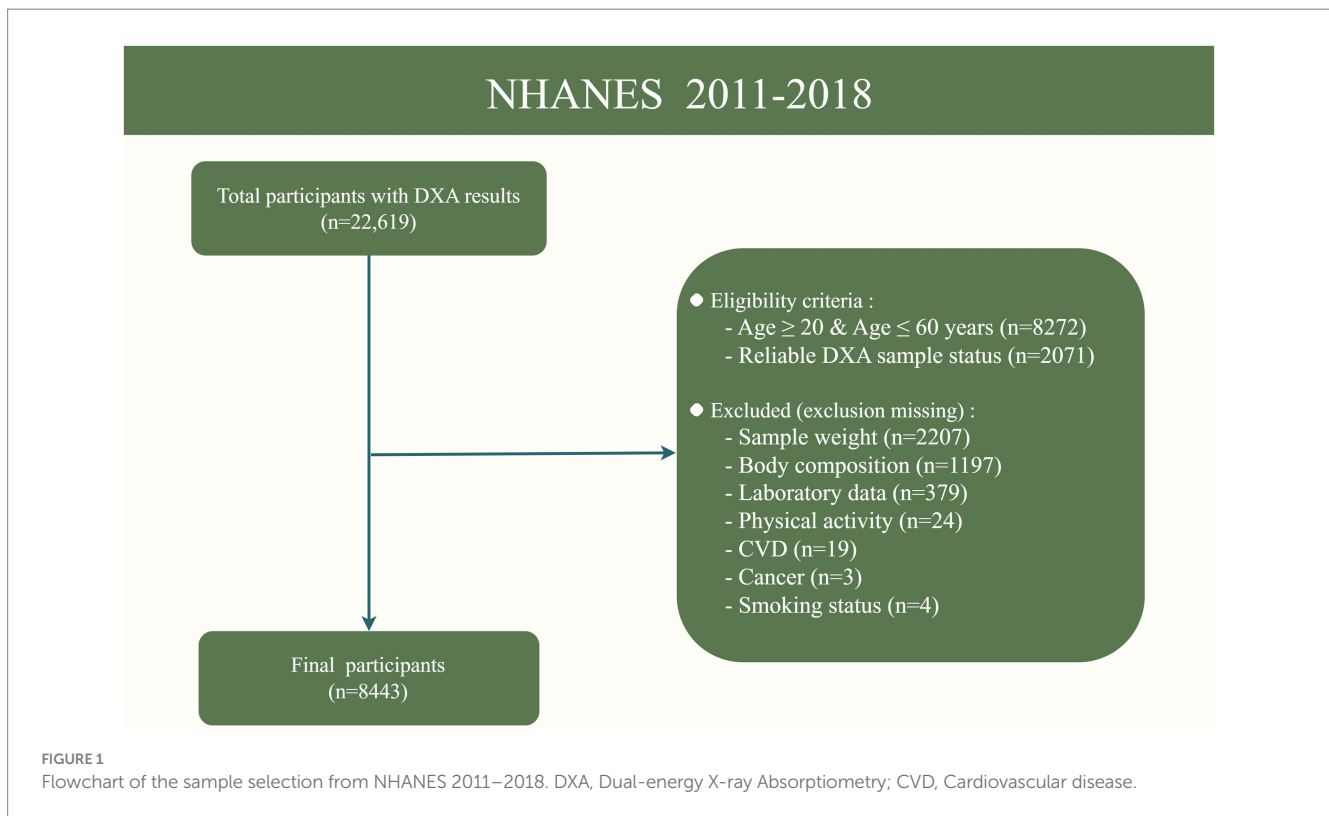 NHANES 2011-2018
Total participants with DXA results
(n=22,619)
● Eligibility criteria :
- Age ≥ 20 & Age ≤ 60 years (n=8272)
- Reliable DXA sample status (n=2071)
● Excluded (exclusion missing) :
- Sample weight (n=2207)
- Body composition (n=1197)
- Laboratory data (n=379)
- Physical activity (n=24)
- CVD (n=19)
- Cancer (n=3)
- Smoking status (n=4)
Final participants
(n=8443)
FIGURE 1
Flowchart of the sample selection from NHANES 2011–2018. DXA, Dual-energy X-ray Absorptiometry; CVD, Cardiovascular disease.